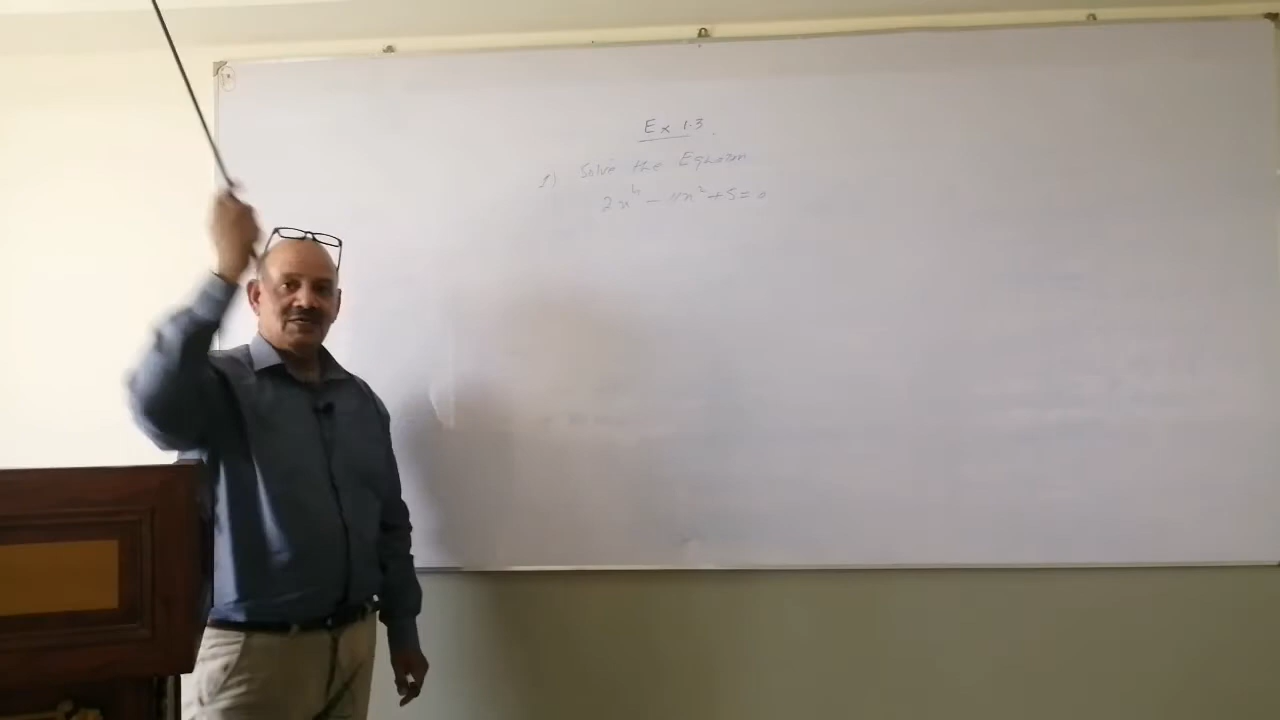 Ex 1.3
1) Solve the Equation
2x⁴ - 11x² + 5 = 0